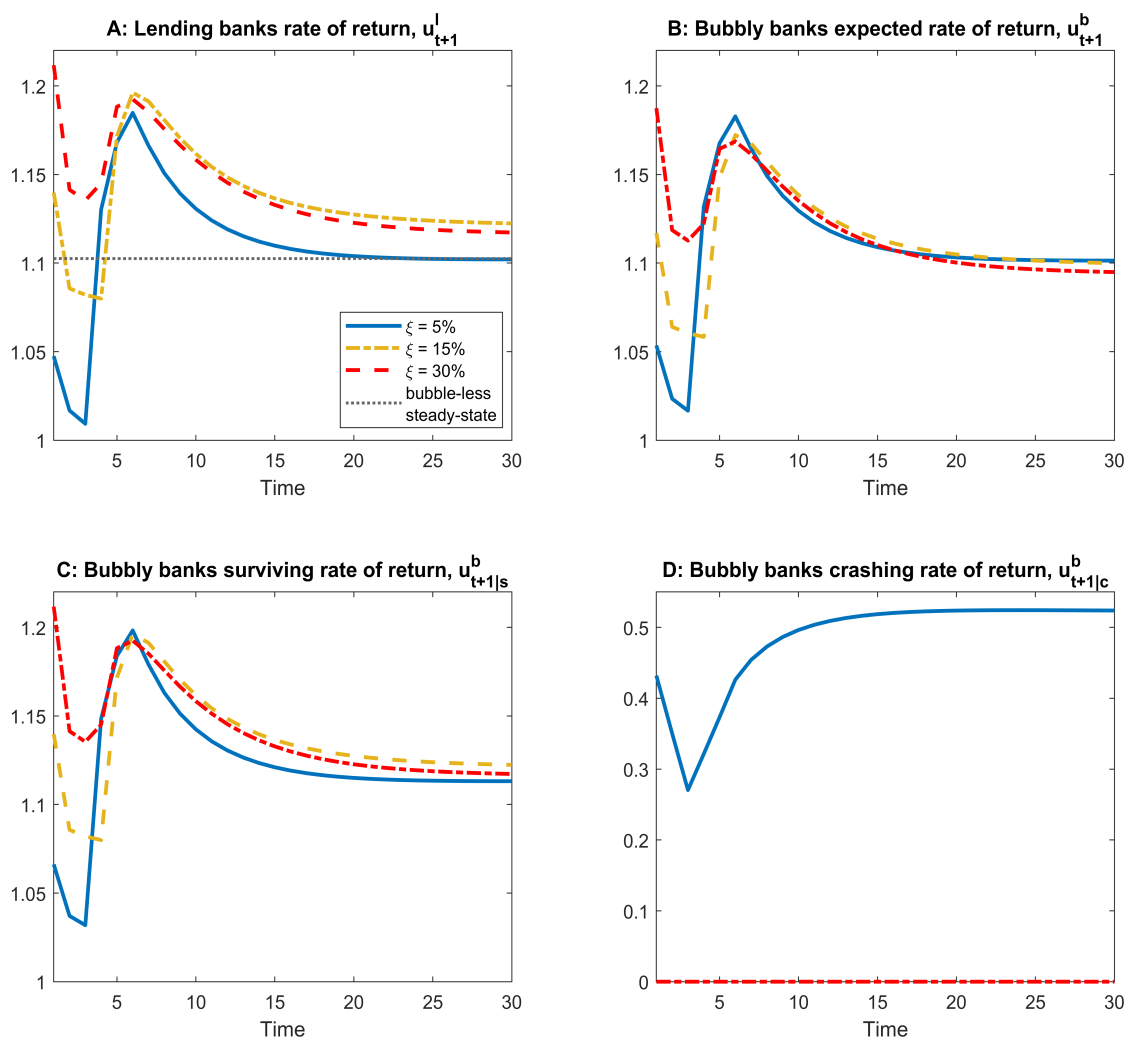 A: Lending banks rate of return, u^l_{t+1}
1.2
1.15
1.1
1.05
1
5 10 15 20 25 30
Time
ξ = 5%
ξ = 15%
ξ = 30%
bubble-less
steady-state
B: Bubbly banks expected rate of return, u^b_{t+1}
1.2
1.15
1.1
1.05
1
5 10 15 20 25 30
Time
C: Bubbly banks surviving rate of return, u^b_{t+1|s}
1.2
1.15
1.1
1.05
1
5 10 15 20 25 30
Time
D: Bubbly banks crashing rate of return, u^b_{t+1|c}
0.5
0.4
0.3
0.2
0.1
0
5 10 15 20 25 30
Time